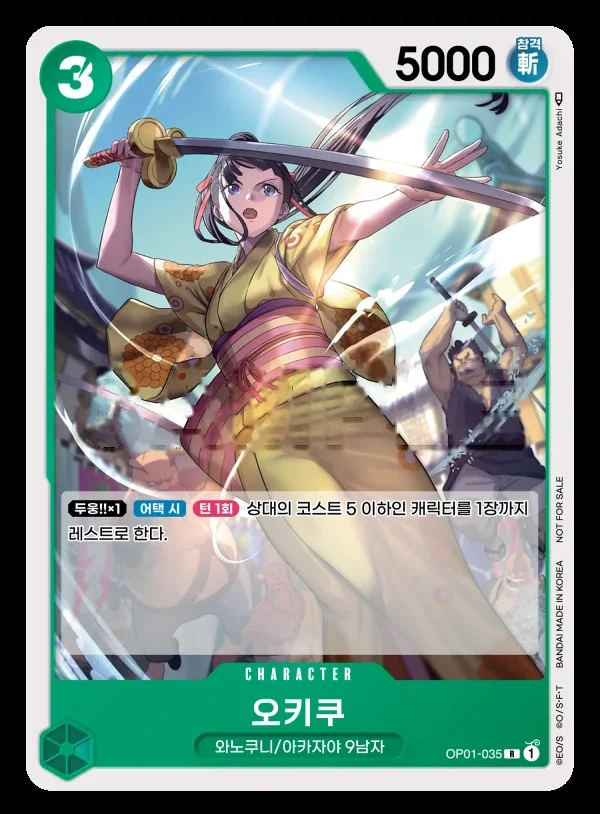 3
5000
참격
斬
Yosuke Adachi
두웅!!×1 어택 시 턴 1회 상대의 코스트 5 이하인 캐릭터를 1장까지
레스트로 한다.
CHARACTER
오키쿠
와노쿠니/아카자야 9남자
OP01-035 R 1
©EO/S ©O/S·F·T BANDAI MADE IN KOREA NOT FOR SALE